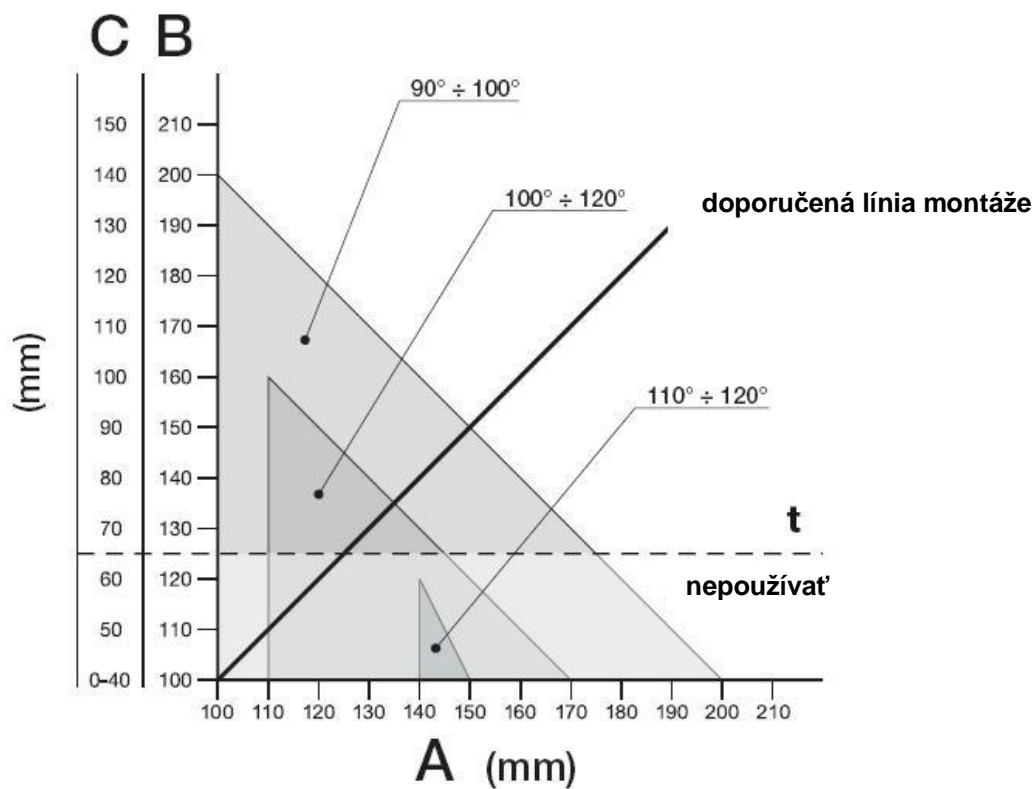 C B
90° ÷ 100°
150 210
140 200
100° ÷ 120°
doporučená línia montáže
130 190
120 180
110 170
(mm)
100 160
110° ÷ 120°
90 150
80 140
t
70 130
nepoužívať
60 120
50 110
0-40 100
100 110 120 130 140 150 160 170 180 190 200 210
A (mm)